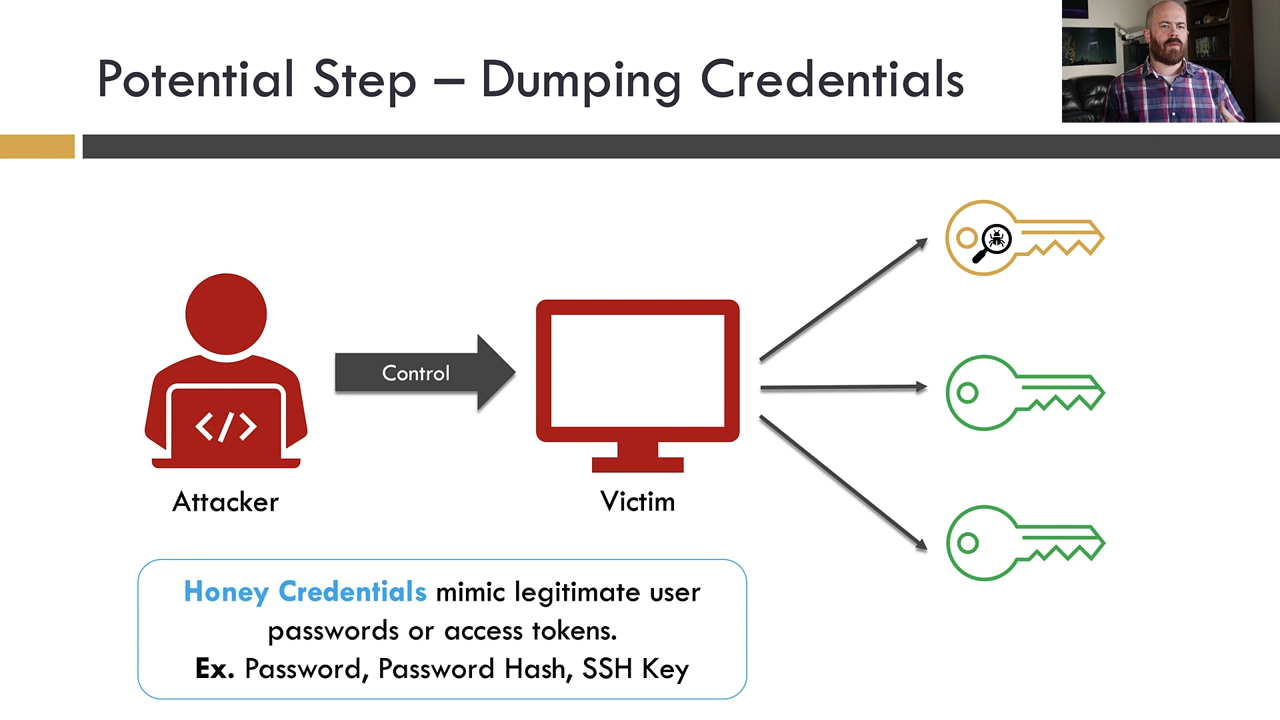 Potential Step – Dumping Credentials
Control
</>
Attacker
Victim
Honey Credentials mimic legitimate user
passwords or access tokens.
Ex. Password, Password Hash, SSH Key